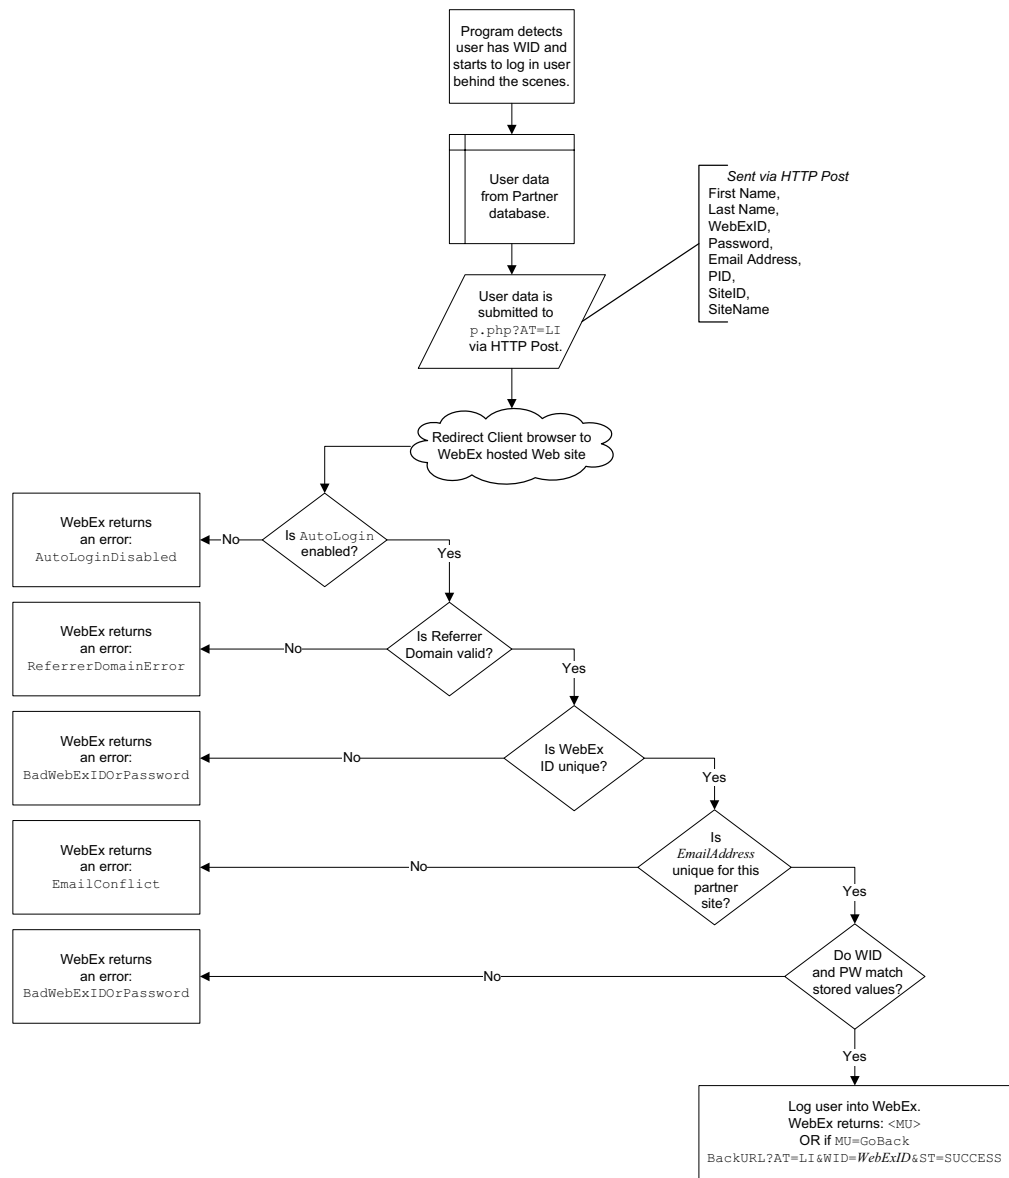 Program detects
user has WID and
starts to log in user
behind the scenes.
User data
from Partner
database.
Sent via HTTP Post
First Name,
Last Name,
WebExID,
Password,
Email Address,
PID,
SiteID,
SiteName
User data is
submitted to
p.php?AT=LI
via HTTP Post.
Redirect Client browser to
WebEx hosted Web site
Is AutoLogin
enabled?
No
Yes
WebEx returns
an error:
AutoLoginDisabled
Is Referrer
Domain valid?
No
Yes
WebEx returns
an error:
ReferrerDomainError
Is WebEx
ID unique?
No
Yes
WebEx returns
an error:
BadWebExIDOrPassword
Is
EmailAddress
unique for this
partner
site?
No
Yes
WebEx returns
an error:
EmailConflict
Do WID
and PW match
stored values?
No
Yes
WebEx returns
an error:
BadWebExIDOrPassword
Log user into WebEx.
WebEx returns: <MU>
OR if MU=GoBack
BackURL?AT=LI&WID=WebExID&ST=SUCCESS